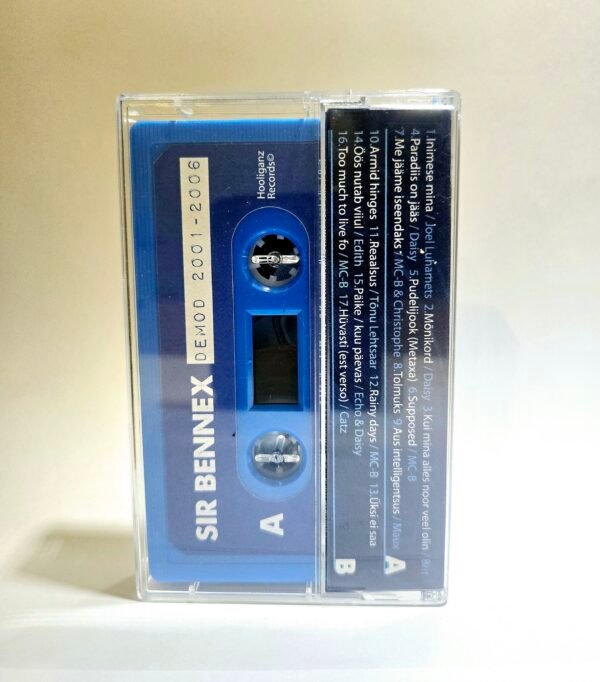 1.Inimese mina / Joel Luhamets 2.Mõnikord / Daisy 3.Kui mina alles noor veel olin / Britt
4.Paradiis on jääs / Daisy 5.Pudelijook (Metaxa) 6.Supposed / MC-B
7.Me jääme iseendaks / MC-B & Christophe 8.Tolmuks 9.Aus intelligentsus / Maux
A
10.Armid hinges 11.Reaalsus / Tõnu Lehtsaar 12.Rainy days / MC-B 13.Üksi ei saa
14.Öös nutab viiul / Edith 15.Päike / kuu päevas / Echo & Daisy
16.Too much to live fo / MC-B 17.Hüvasti (est verso) / Catz
B
Hooliganz
Records©
SIR BENNEX DEMOD 2001-2006
A